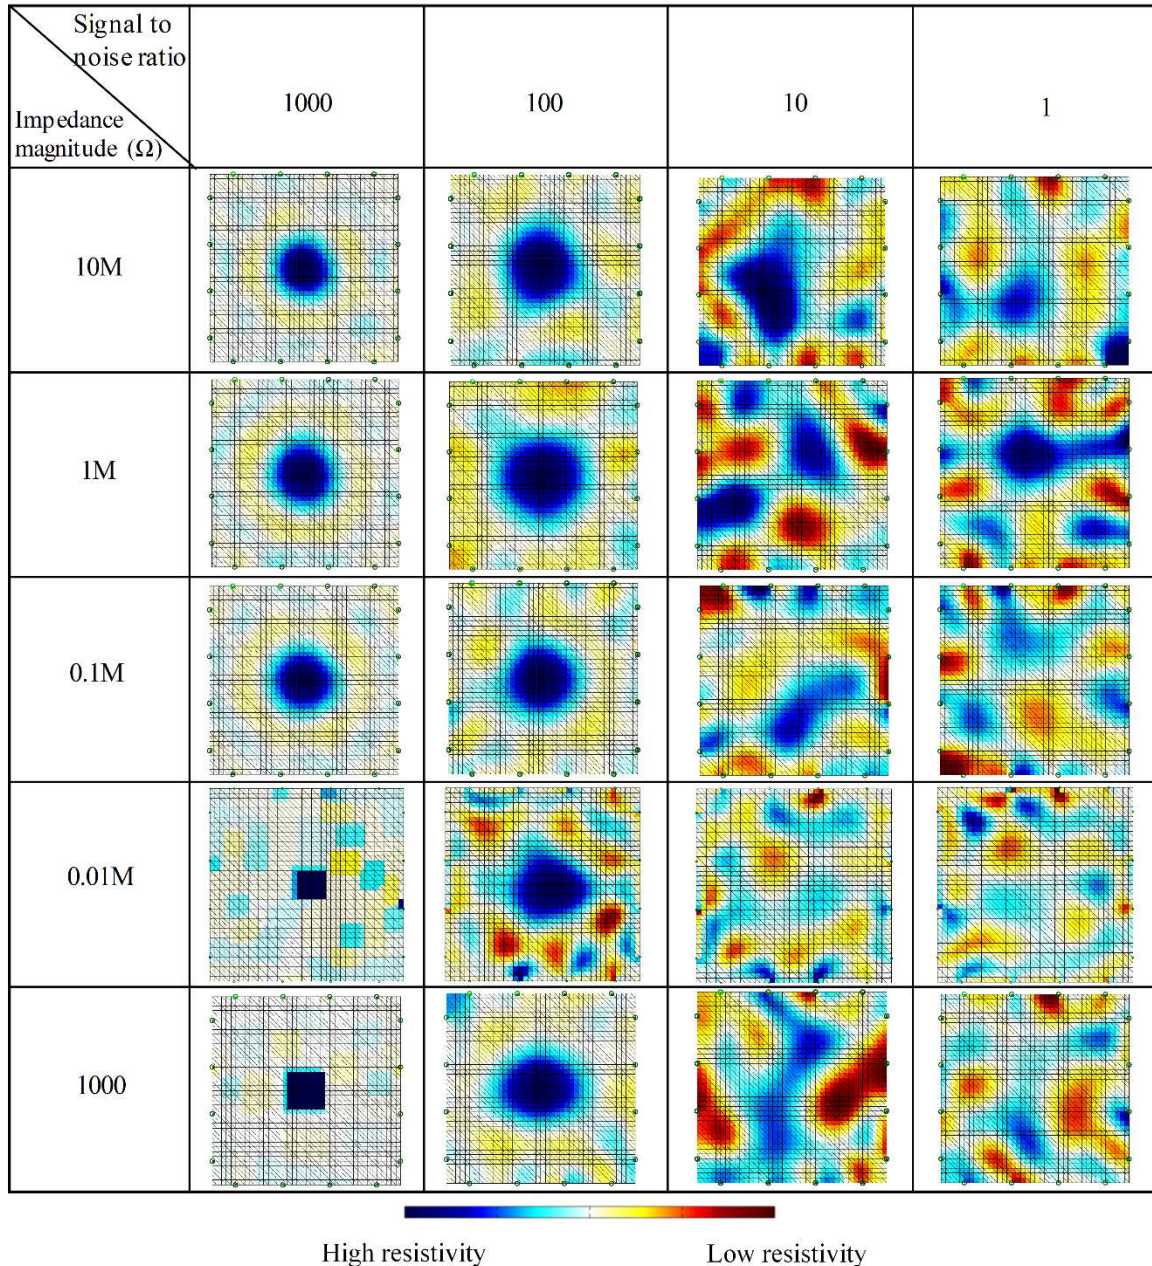 Signal to
noise ratio
Impedance
magnitude (Ω)
1000
100
10
1
10M
1M
0.1M
0.01M
1000
High resistivity
Low resistivity